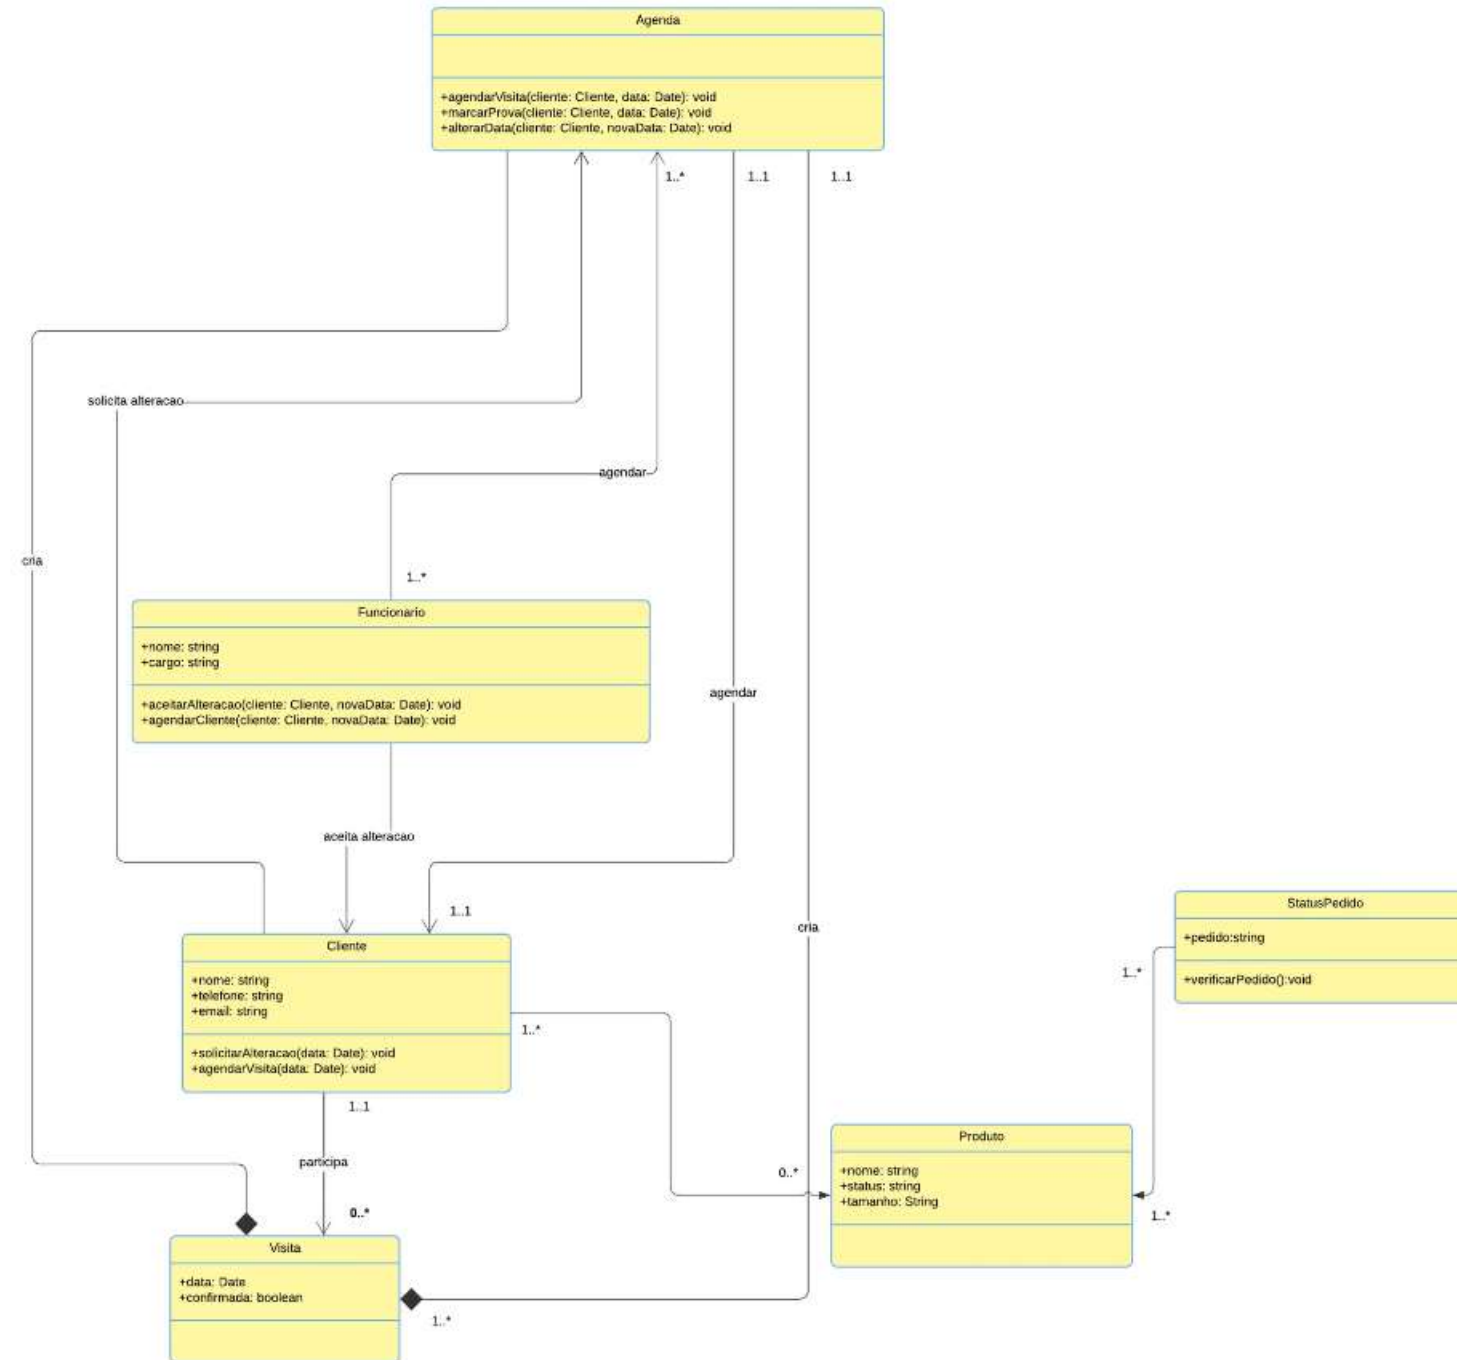 Agenda
+agendarVisita(cliente: Cliente, data: Date): void
+marcarProva(cliente: Cliente, data: Date): void
+alterarData(cliente: Cliente, novaData: Date): void
1..*
1..1
1..1
solicita alteracao
agendar
cria
1..*
Funcionario
+nome: string
+cargo: string
+aceitarAlteracao(cliente: Cliente, novaData: Date): void
+agendarCliente(cliente: Cliente, novaData: Date): void
agendar
aceita alteracao
1..1
cria
Cliente
+nome: string
+telefone: string
+email: string
+solicitarAlteracao(data: Date): void
+agendarVisita(data: Date): void
1..*
StatusPedido
+pedido:string
+verificarPedido():void
1..*
1..1
participa
0..*
0..*
Produto
+nome: string
+status: string
+tamanho: String
1..*
Visita
+data: Date
+confirmada: boolean
1..*